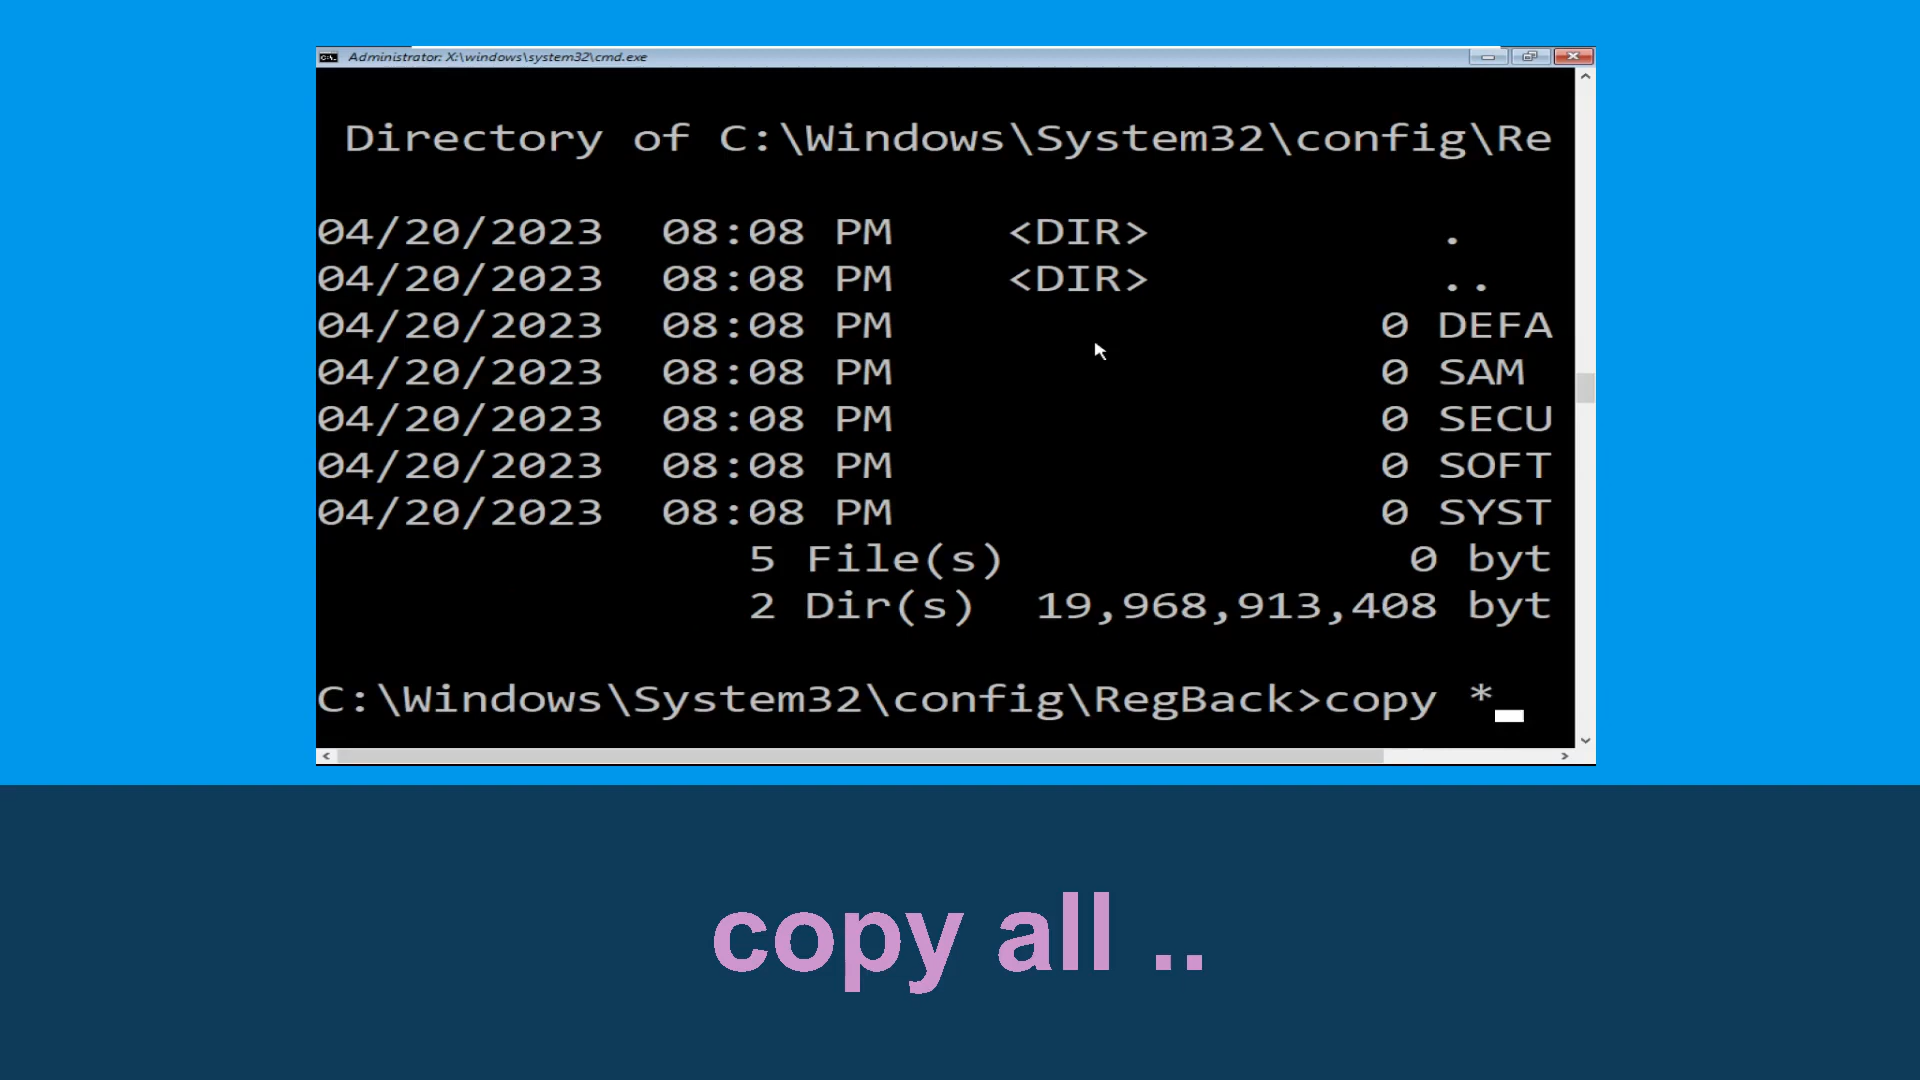 Administrator: X:\windows\system32\cmd.exe
Directory of C:\Windows\System32\config\Re
04/20/2023 08:08 PM <DIR> .
04/20/2023 08:08 PM <DIR> ..
04/20/2023 08:08 PM 0 DEFA
04/20/2023 08:08 PM 0 SAM
04/20/2023 08:08 PM 0 SECU
04/20/2023 08:08 PM 0 SOFT
04/20/2023 08:08 PM 0 SYST
5 File(s) 0 byt
2 Dir(s) 19,968,913,408 byt
C:\Windows\System32\config\RegBack>copy *
copy all ..